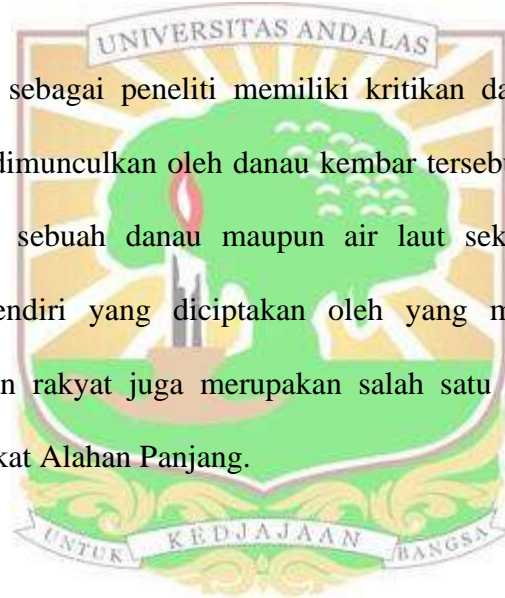 UNIVERSITAS ANDALAS
sebagai peneliti memiliki kritikan da
dimunculkan oleh danau kembar tersebu
sebuah danau maupun air laut sek
endiri yang diciptakan oleh yang m
n rakyat juga merupakan salah satu
kat Alahan Panjang.
UNTUK KEDJAJAAN BANGSA